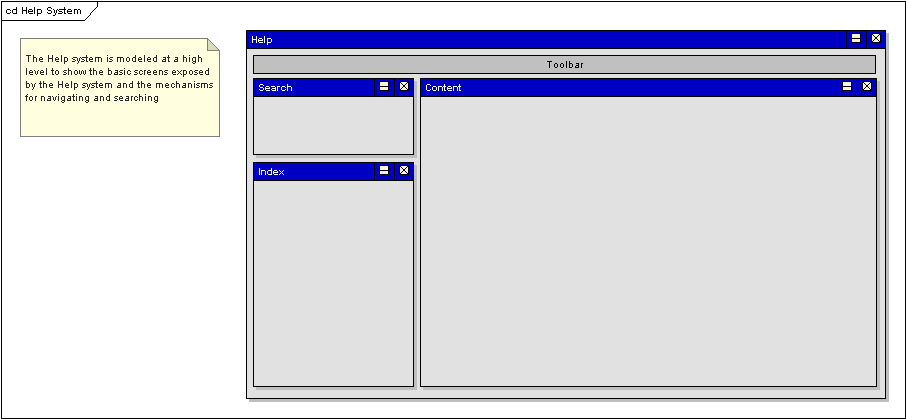 cd Help System
The Help system is modeled at a high
level to show the basic screens exposed
by the Help system and the mechanisms
for navigating and searching
Help
Toolbar
Search
Content
Index